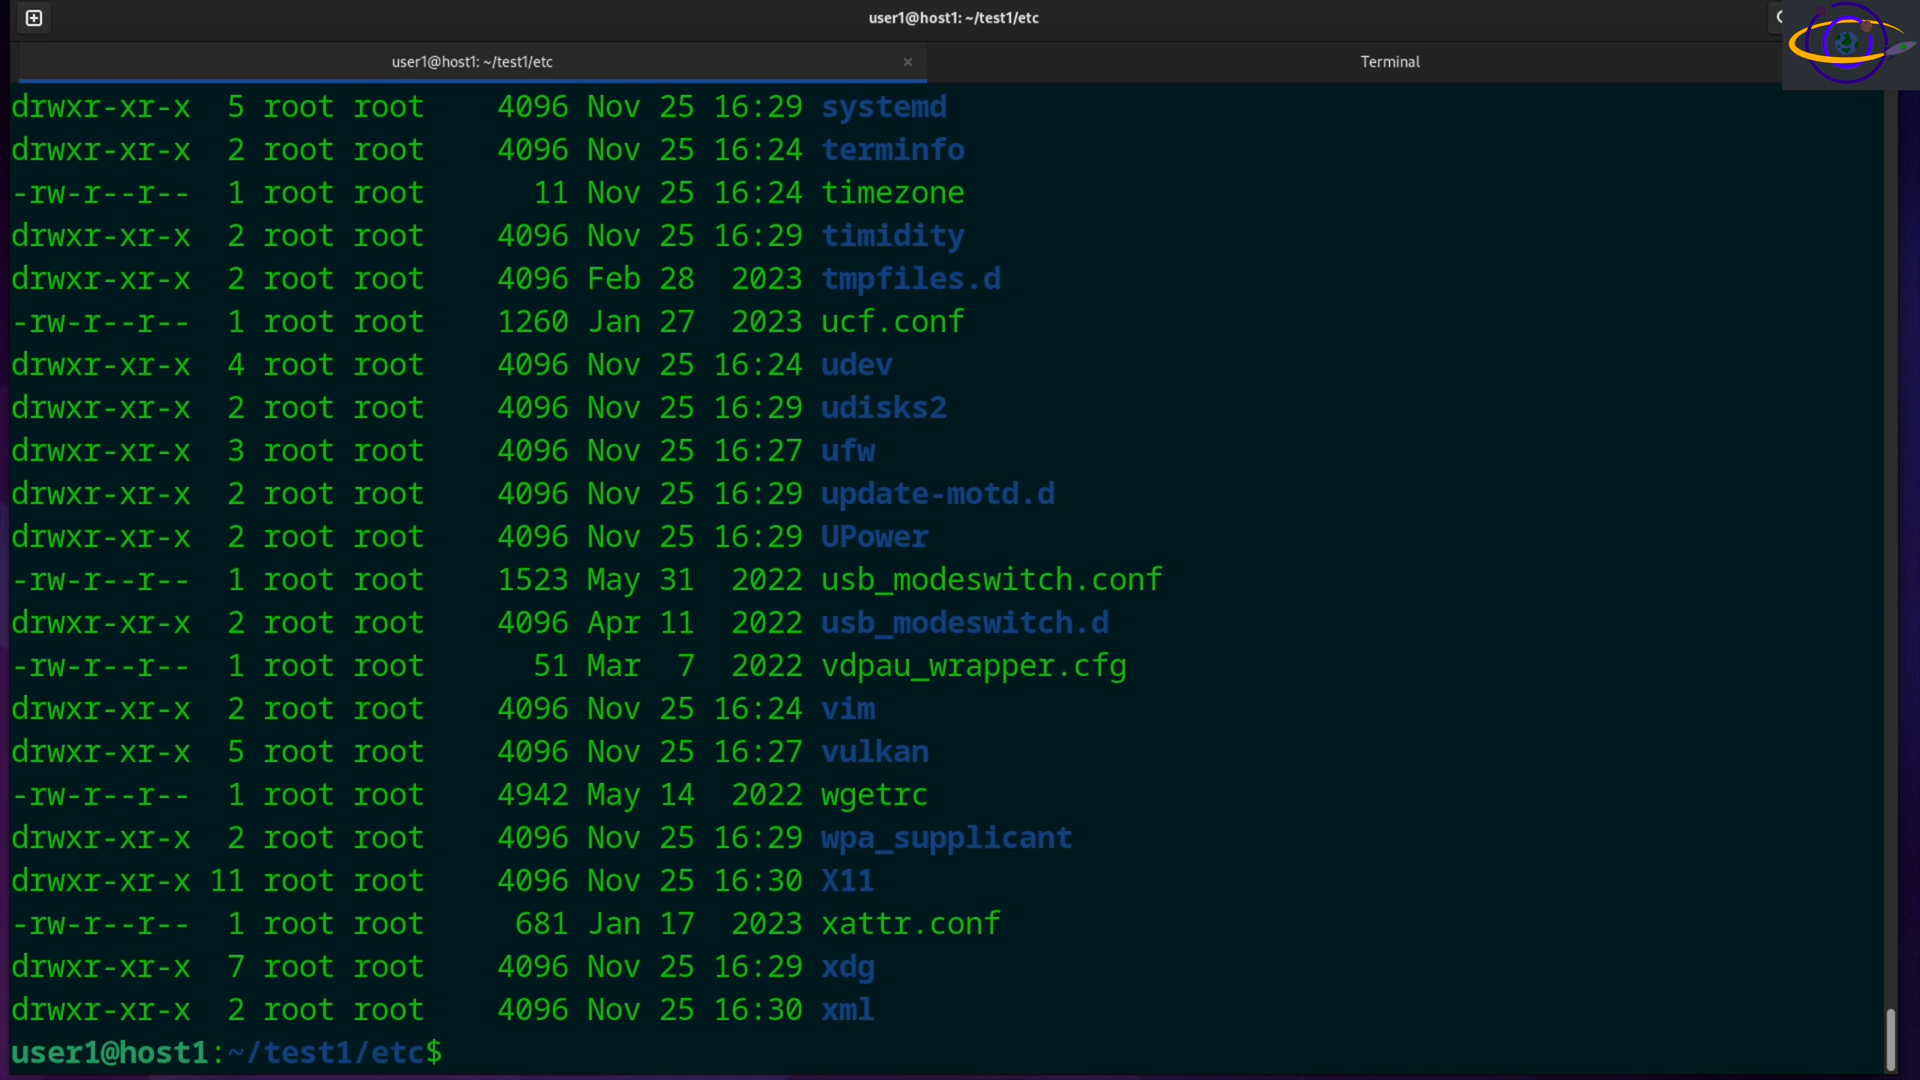 user1@host1: ~/test1/etc
user1@host1: ~/test1/etc × Terminal
drwxr-xr-x  5 root root    4096 Nov 25 16:29 systemd
drwxr-xr-x  2 root root    4096 Nov 25 16:24 terminfo
-rw-r--r--  1 root root      11 Nov 25 16:24 timezone
drwxr-xr-x  2 root root    4096 Nov 25 16:29 timidity
drwxr-xr-x  2 root root    4096 Feb 28  2023 tmpfiles.d
-rw-r--r--  1 root root    1260 Jan 27  2023 ucf.conf
drwxr-xr-x  4 root root    4096 Nov 25 16:24 udev
drwxr-xr-x  2 root root    4096 Nov 25 16:29 udisks2
drwxr-xr-x  3 root root    4096 Nov 25 16:27 ufw
drwxr-xr-x  2 root root    4096 Nov 25 16:29 update-motd.d
drwxr-xr-x  2 root root    4096 Nov 25 16:29 UPower
-rw-r--r--  1 root root    1523 May 31  2022 usb_modeswitch.conf
drwxr-xr-x  2 root root    4096 Apr 11  2022 usb_modeswitch.d
-rw-r--r--  1 root root      51 Mar  7  2022 vdpau_wrapper.cfg
drwxr-xr-x  2 root root    4096 Nov 25 16:24 vim
drwxr-xr-x  5 root root    4096 Nov 25 16:27 vulkan
-rw-r--r--  1 root root    4942 May 14  2022 wgetrc
drwxr-xr-x  2 root root    4096 Nov 25 16:29 wpa_supplicant
drwxr-xr-x 11 root root    4096 Nov 25 16:30 X11
-rw-r--r--  1 root root     681 Jan 17  2023 xattr.conf
drwxr-xr-x  7 root root    4096 Nov 25 16:29 xdg
drwxr-xr-x  2 root root    4096 Nov 25 16:30 xml
user1@host1:~/test1/etc$